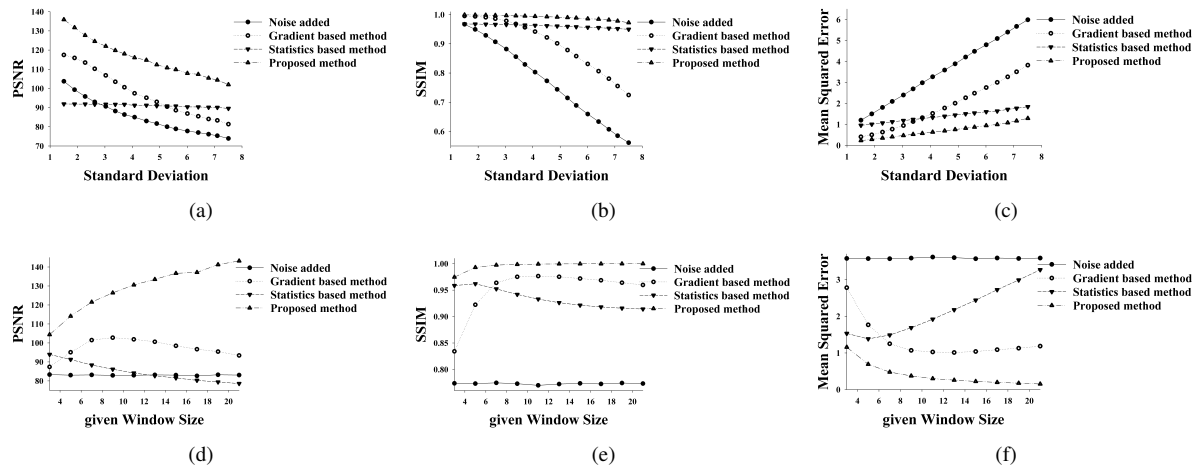 PSNR
140
130
120
110
100
90
80
70
1 2 3 4 5 6 7 8
Standard Deviation
Noise added
Gradient based method
Statistics based method
Proposed method
(a)
SSIM
1.0
0.9
0.8
0.7
0.6
1 2 3 4 5 6 7 8
Standard Deviation
Noise added
Gradient based method
Statistics based method
Proposed method
(b)
Mean Squared Error
6
5
4
3
2
1
0
1 2 3 4 5 6 7 8
Standard Deviation
Noise added
Gradient based method
Statistics based method
Proposed method
(c)
PSNR
140
130
120
110
100
90
80
4 6 8 10 12 14 16 18 20
given Window Size
Noise added
Gradient based method
Statistics based method
Proposed method
(d)
SSIM
1.00
0.95
0.90
0.85
0.80
4 6 8 10 12 14 16 18 20
given Window Size
Noise added
Gradient based method
Statistics based method
Proposed method
(e)
Mean Squared Error
3
2
1
0
4 6 8 10 12 14 16 18 20
given Window Size
Noise added
Gradient based method
Statistics based method
Proposed method
(f)